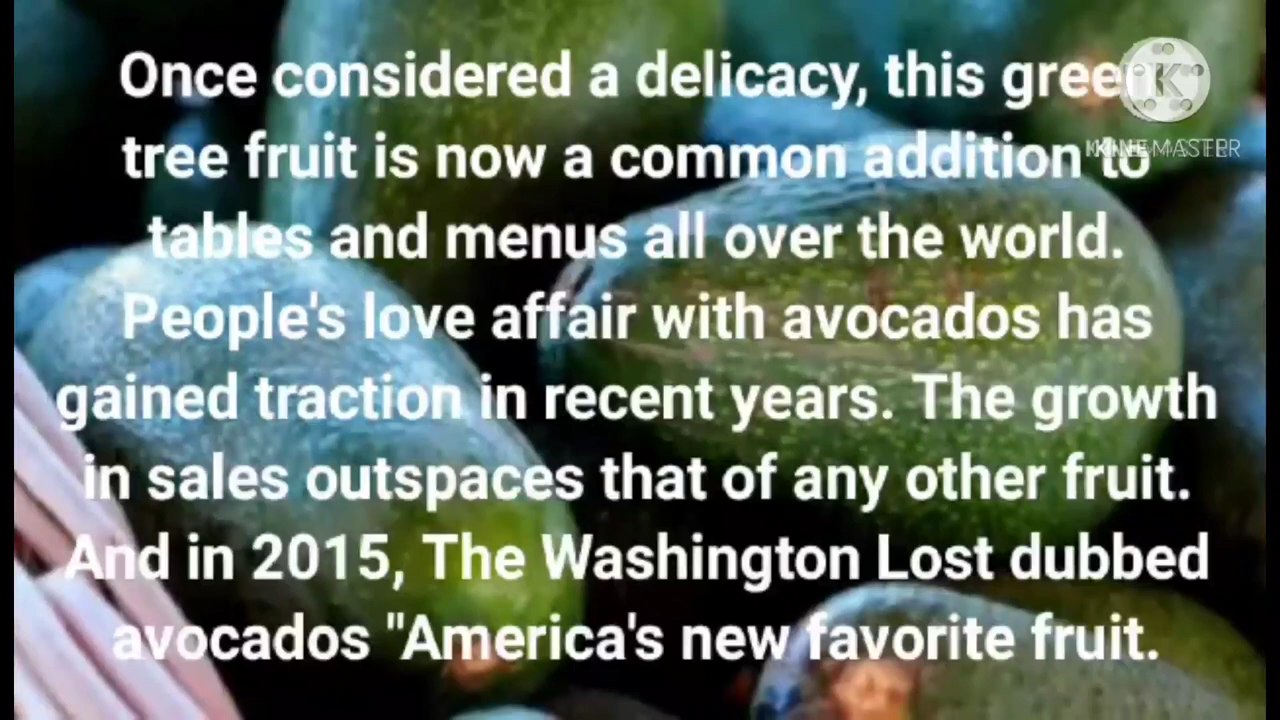 Once considered a delicacy, this green
tree fruit is now a common addition to
tables and menus all over the world.
People's love affair with avocados has
gained traction in recent years. The growth
in sales outspaces that of any other fruit.
And in 2015, The Washington Lost dubbed
avocados "America's new favorite fruit.
K
KINEMASTER